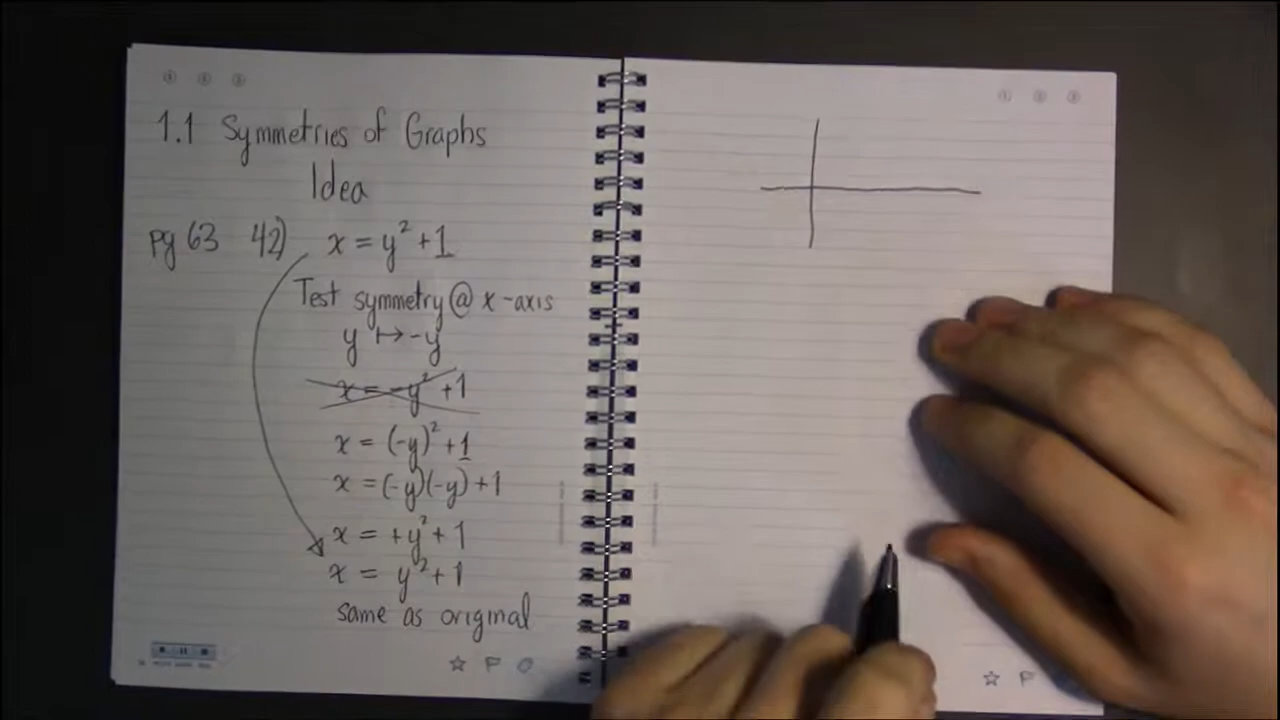 1.1 Symmetries of Graphs
Idea
pg 63 42) x = y² + 1
Test symmetry @ x-axis
y ↦ -y
x = -y² + 1
x = (-y)² + 1
x = (-y)(-y) + 1
x = +y² + 1
x = y² + 1
same as original